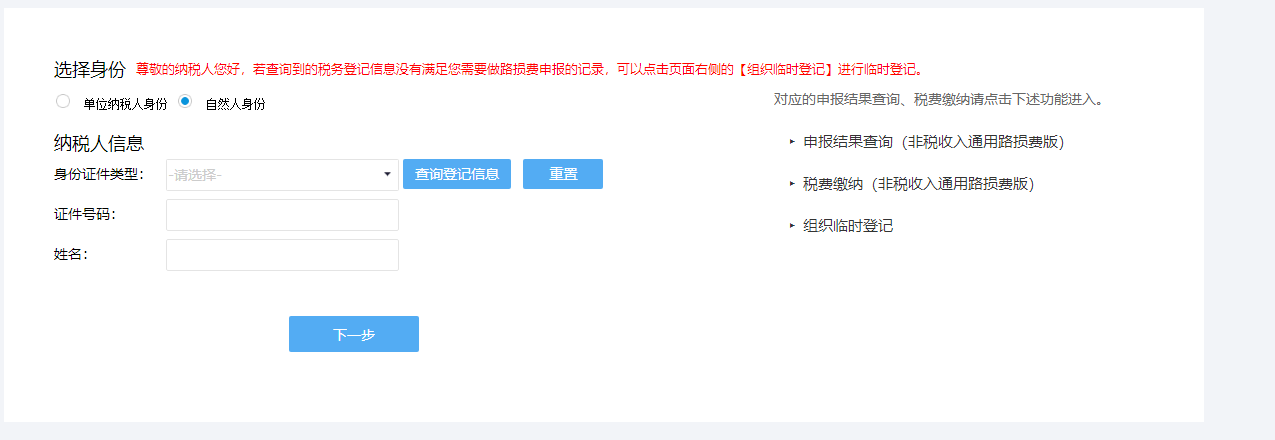 选择身份 尊敬的纳税人您好，若查询到的税务登记信息没有满足您需要做路损费申报的记录，可以点击页面右侧的【组织临时登记】进行临时登记。
单位纳税人身份 自然人身份
对应的申报结果查询、税费缴纳请点击下述功能进入。
纳税人信息
申报结果查询（非税收入通用路损费版）
身份证件类型： -请选择- 查询登记信息 重置
税费缴纳（非税收入通用路损费版）
证件号码：
组织临时登记
姓名：
下一步